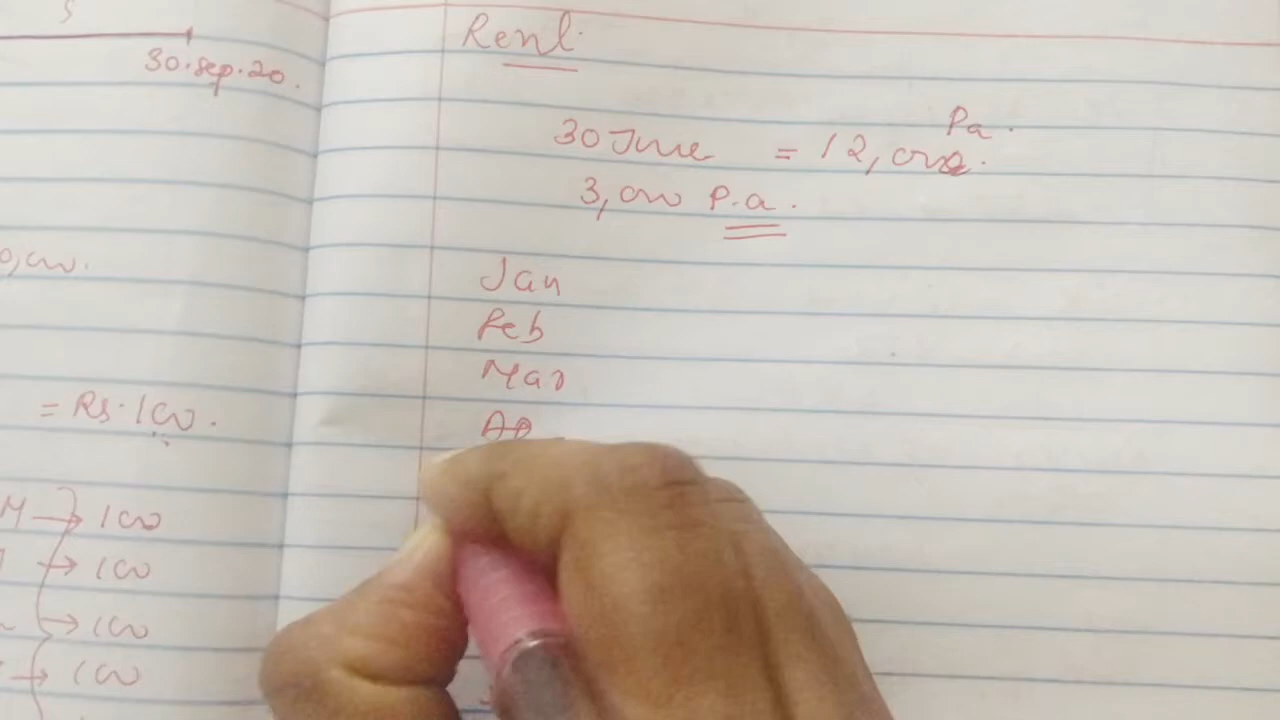 30.sep.20.
= Rs.100.
M → 100
→ 100
→ 100
→ 100
Rent.
Pa.
30 June = 12,000.
3,000 P.a.
Jan
Feb
Mar
Ap